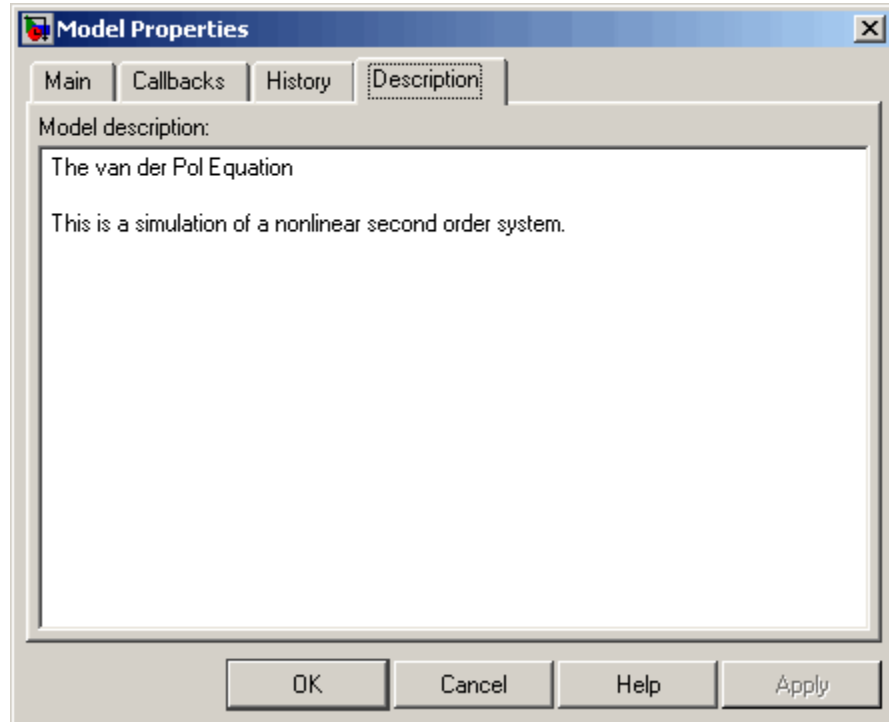 Model Properties
Main Callbacks History Description
Model description:
The van der Pol Equation
This is a simulation of a nonlinear second order system.
OK Cancel Help Apply